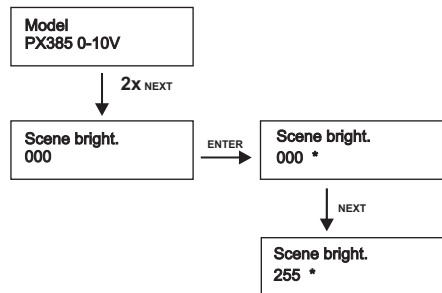 Model
PX385 0-10V
2x NEXT
Scene bright.
000
ENTER
Scene bright.
000 *
NEXT
Scene bright.
255 *